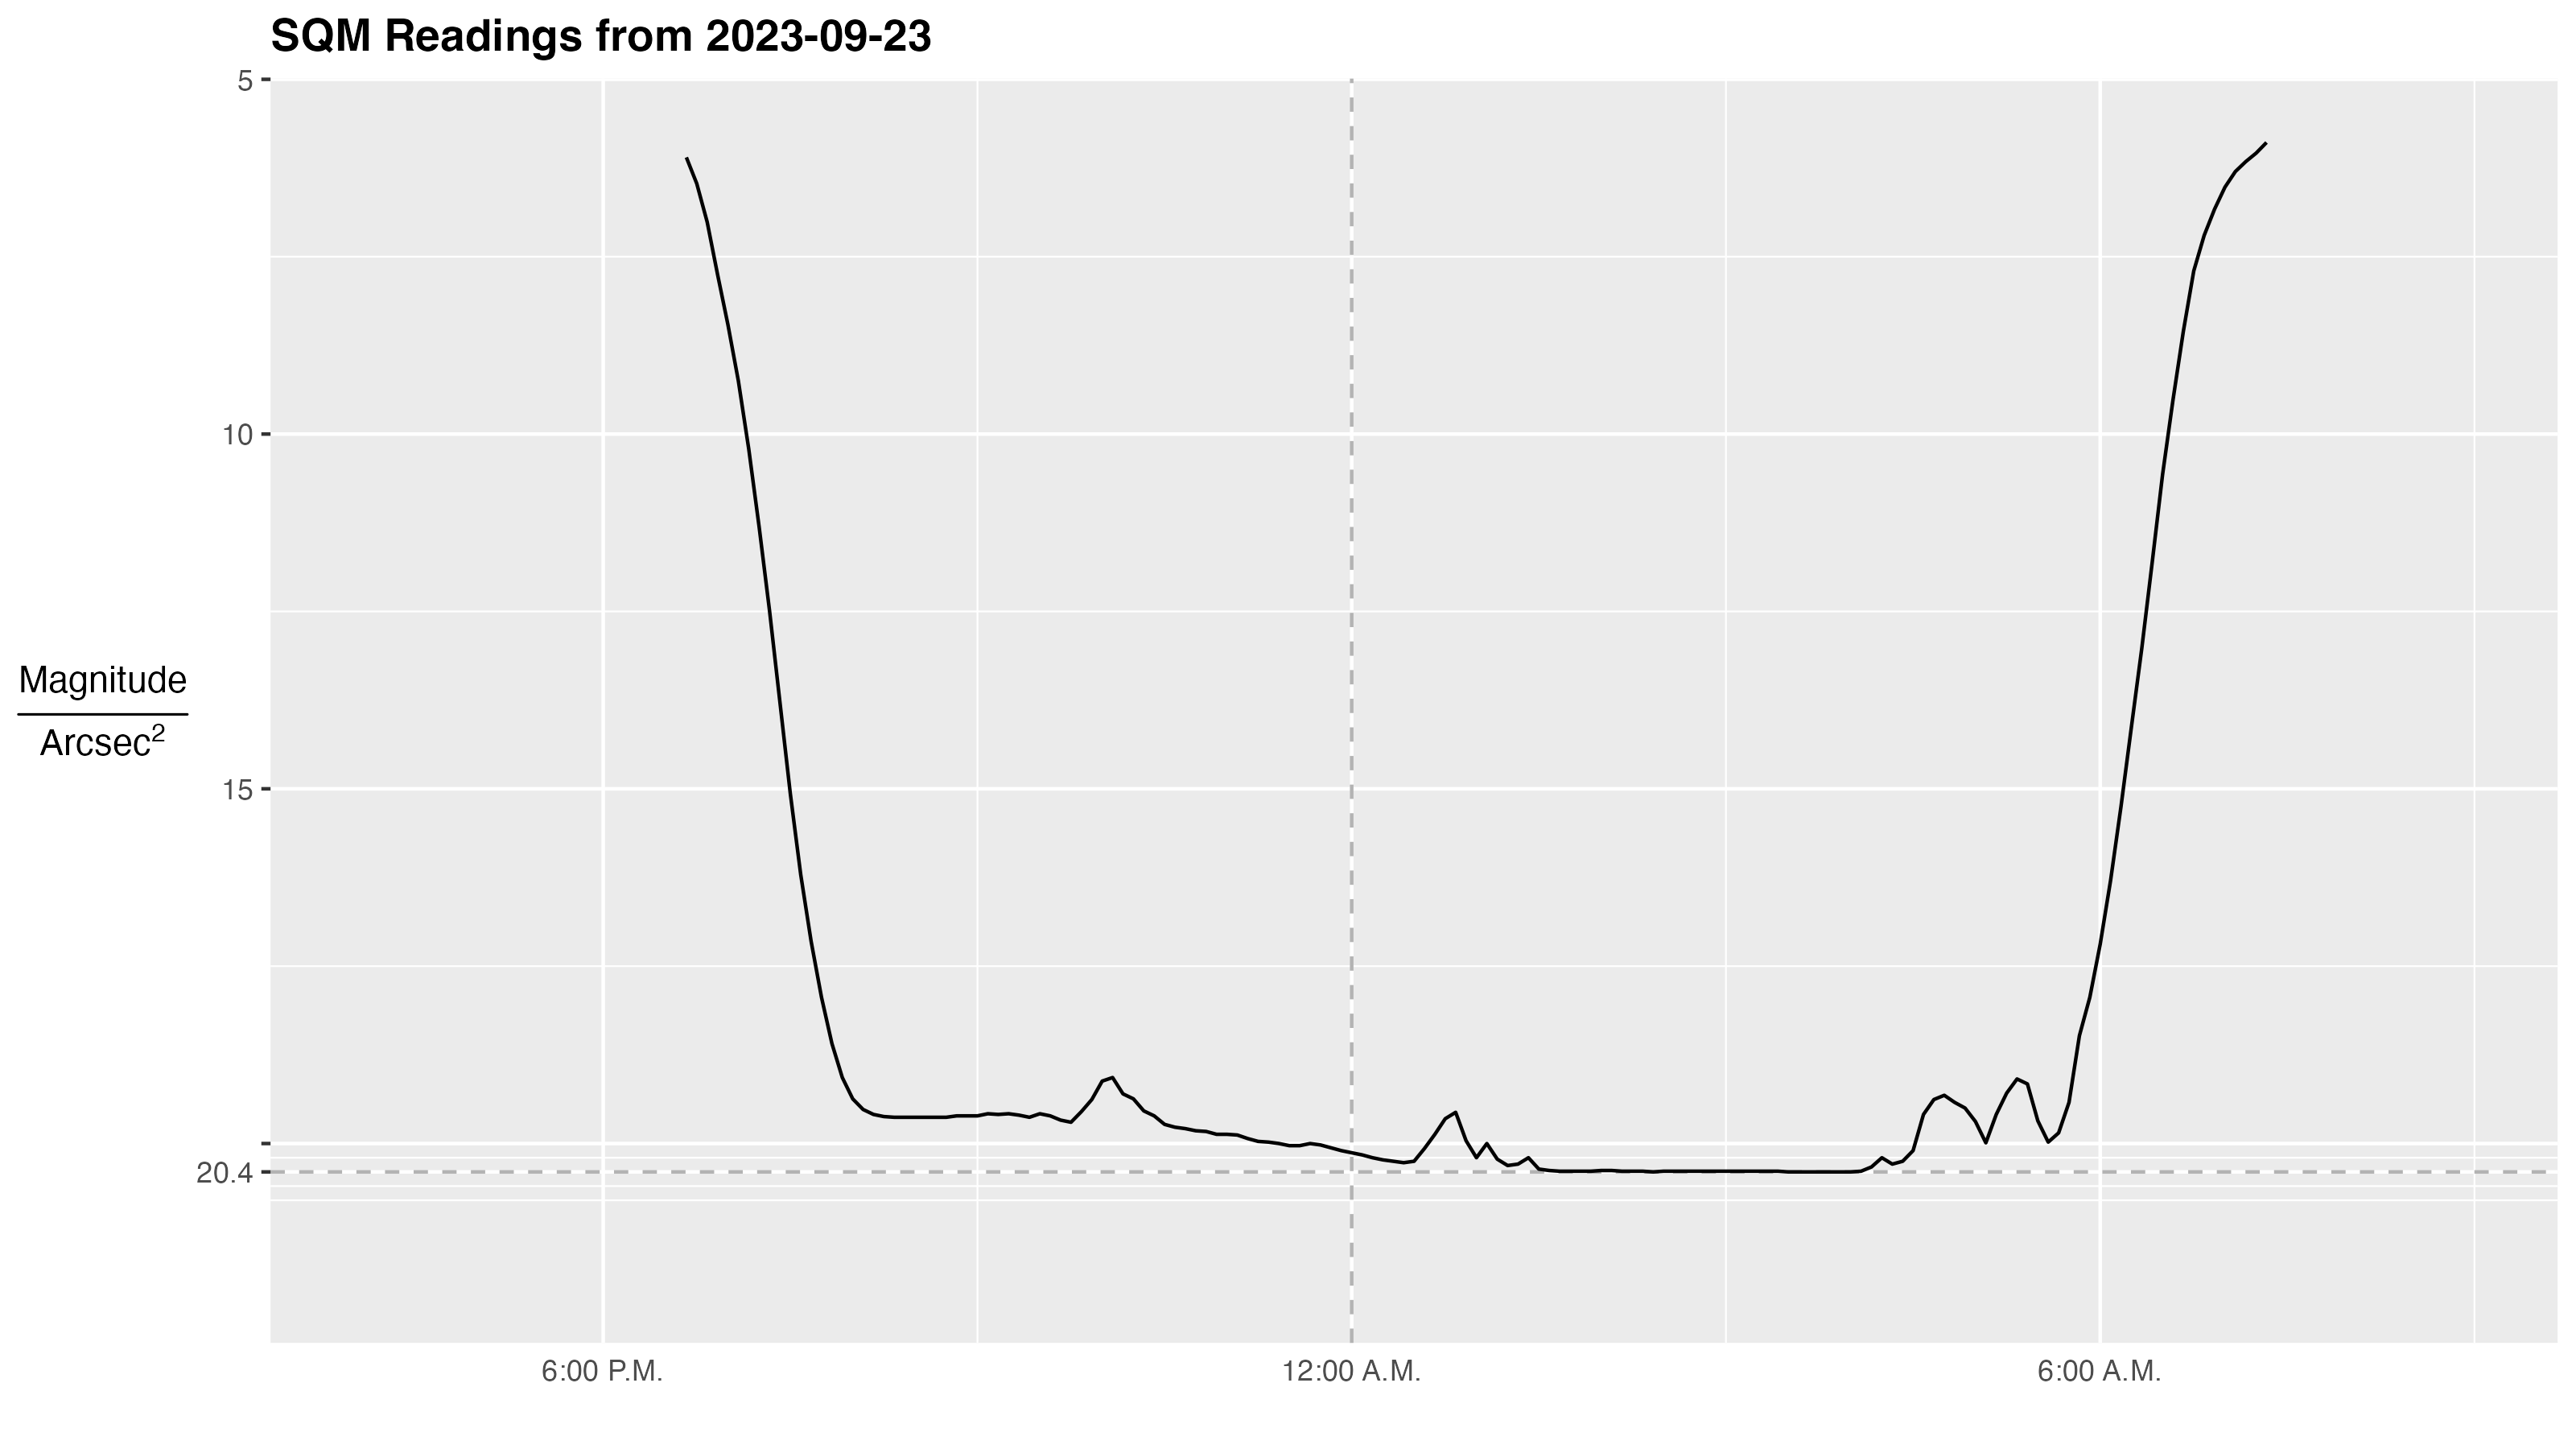 SQM Readings from 2023-09-23
5
10
15
20.4
Magnitude
Arcsec²
6:00 P.M.
12:00 A.M.
6:00 A.M.